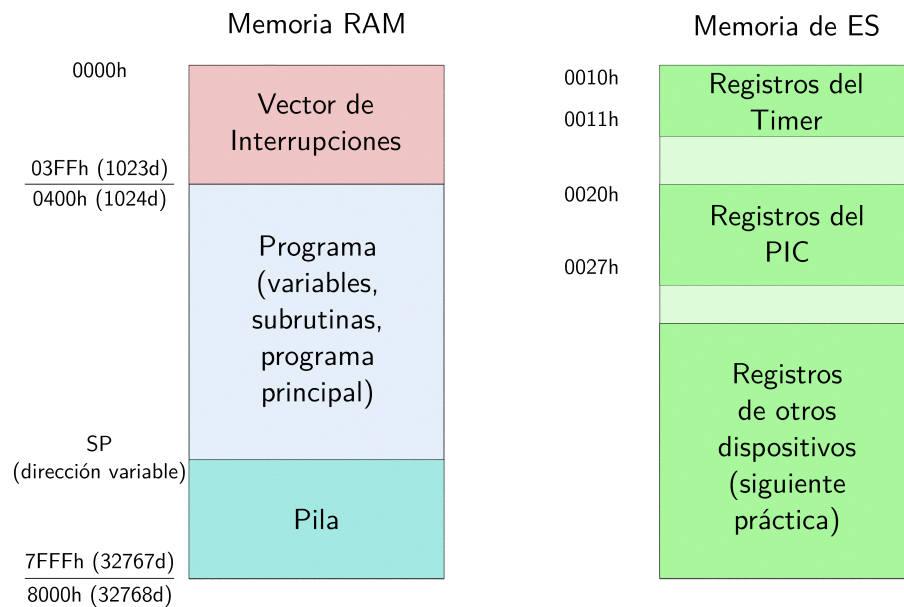 Memoria RAM
0000h
Vector de
Interrupciones
03FFh (1023d)
0400h (1024d)
Programa
(variables,
subrutinas,
programa
principal)
SP
(dirección variable)
Pila
7FFFh (32767d)
8000h (32768d)
Memoria de ES
0010h
0011h
Registros del
Timer
0020h
0027h
Registros del
PIC
Registros
de otros
dispositivos
(siguiente
práctica)